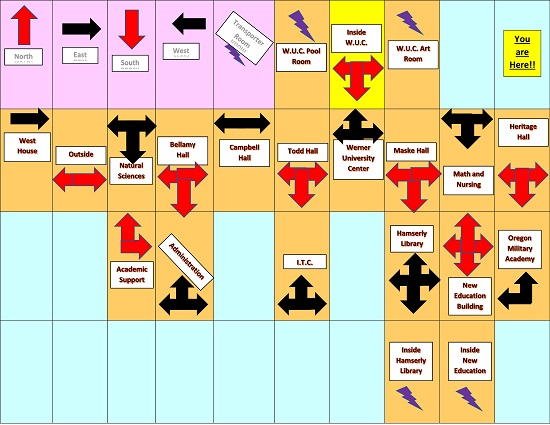 North
East
South
West
Transporter
Room
W.U.C. Pool
Room
Inside
W.U.C.
W.U.C. Art
Room
You
are
Here!!
West
House
Outside
Natural
Sciences
Bellamy
Hall
Campbell
Hall
Todd Hall
Werner
University
Center
Maske Hall
Math and
Nursing
Heritage
Hall
Academic
Support
Administration
I.T.C.
Hamserly
Library
New
Education
Building
Oregon
Military
Academy
Inside
Hamserly
Library
Inside
New
Education